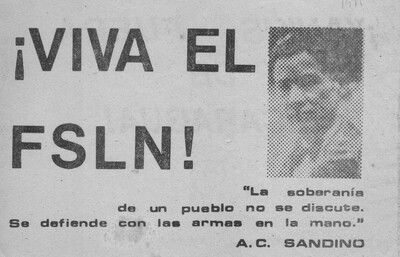 ¡VIVA EL
FSLN!
"La soberanía
de un pueblo no se discute.
Se defiende con las armas en la mano."
A.C. SANDINO